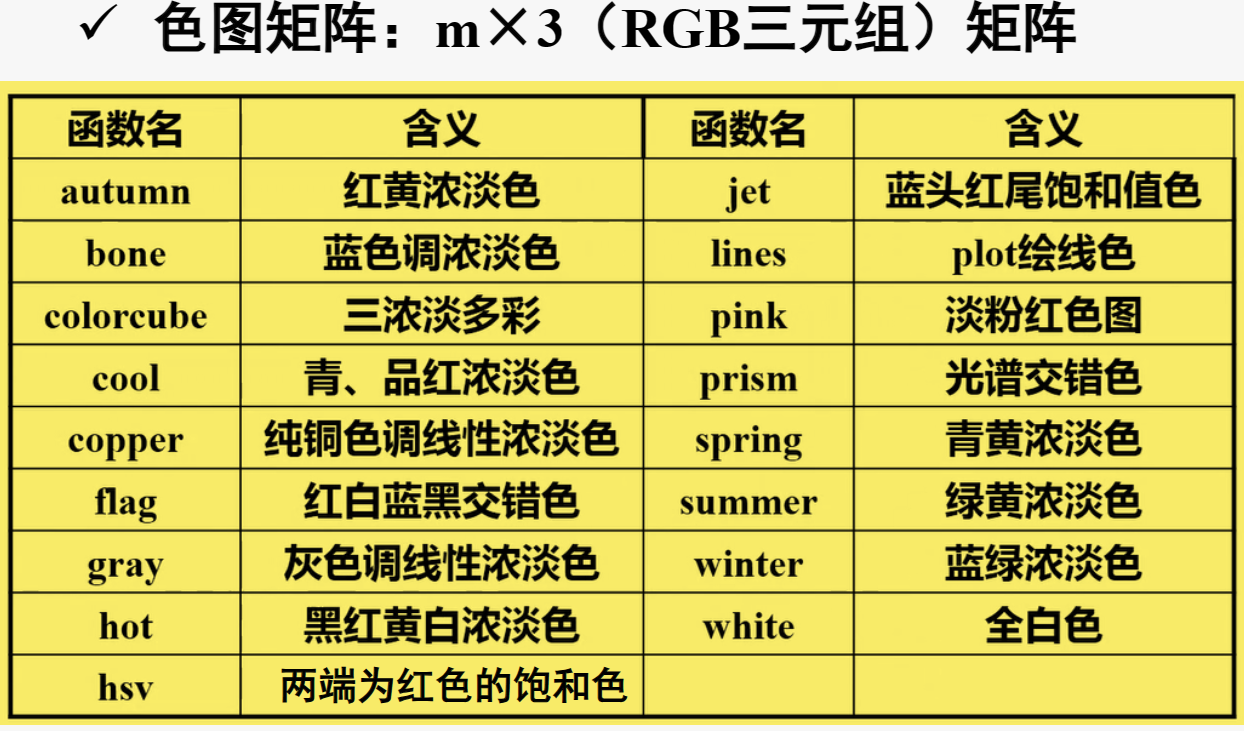 ✓ 色图矩阵：m×3（RGB三元组）矩阵
函数名 含义 函数名 含义
autumn 红黄浓淡色 jet 蓝头红尾饱和值色
bone 蓝色调浓淡色 lines plot绘线色
colorcube 三浓淡多彩 pink 淡粉红色图
cool 青、品红浓淡色 prism 光谱交错色
copper 纯铜色调线性浓淡色 spring 青黄浓淡色
flag 红白蓝黑交错色 summer 绿黄浓淡色
gray 灰色调线性浓淡色 winter 蓝绿浓淡色
hot 黑红黄白浓淡色 white 全白色
hsv 两端为红色的饱和色